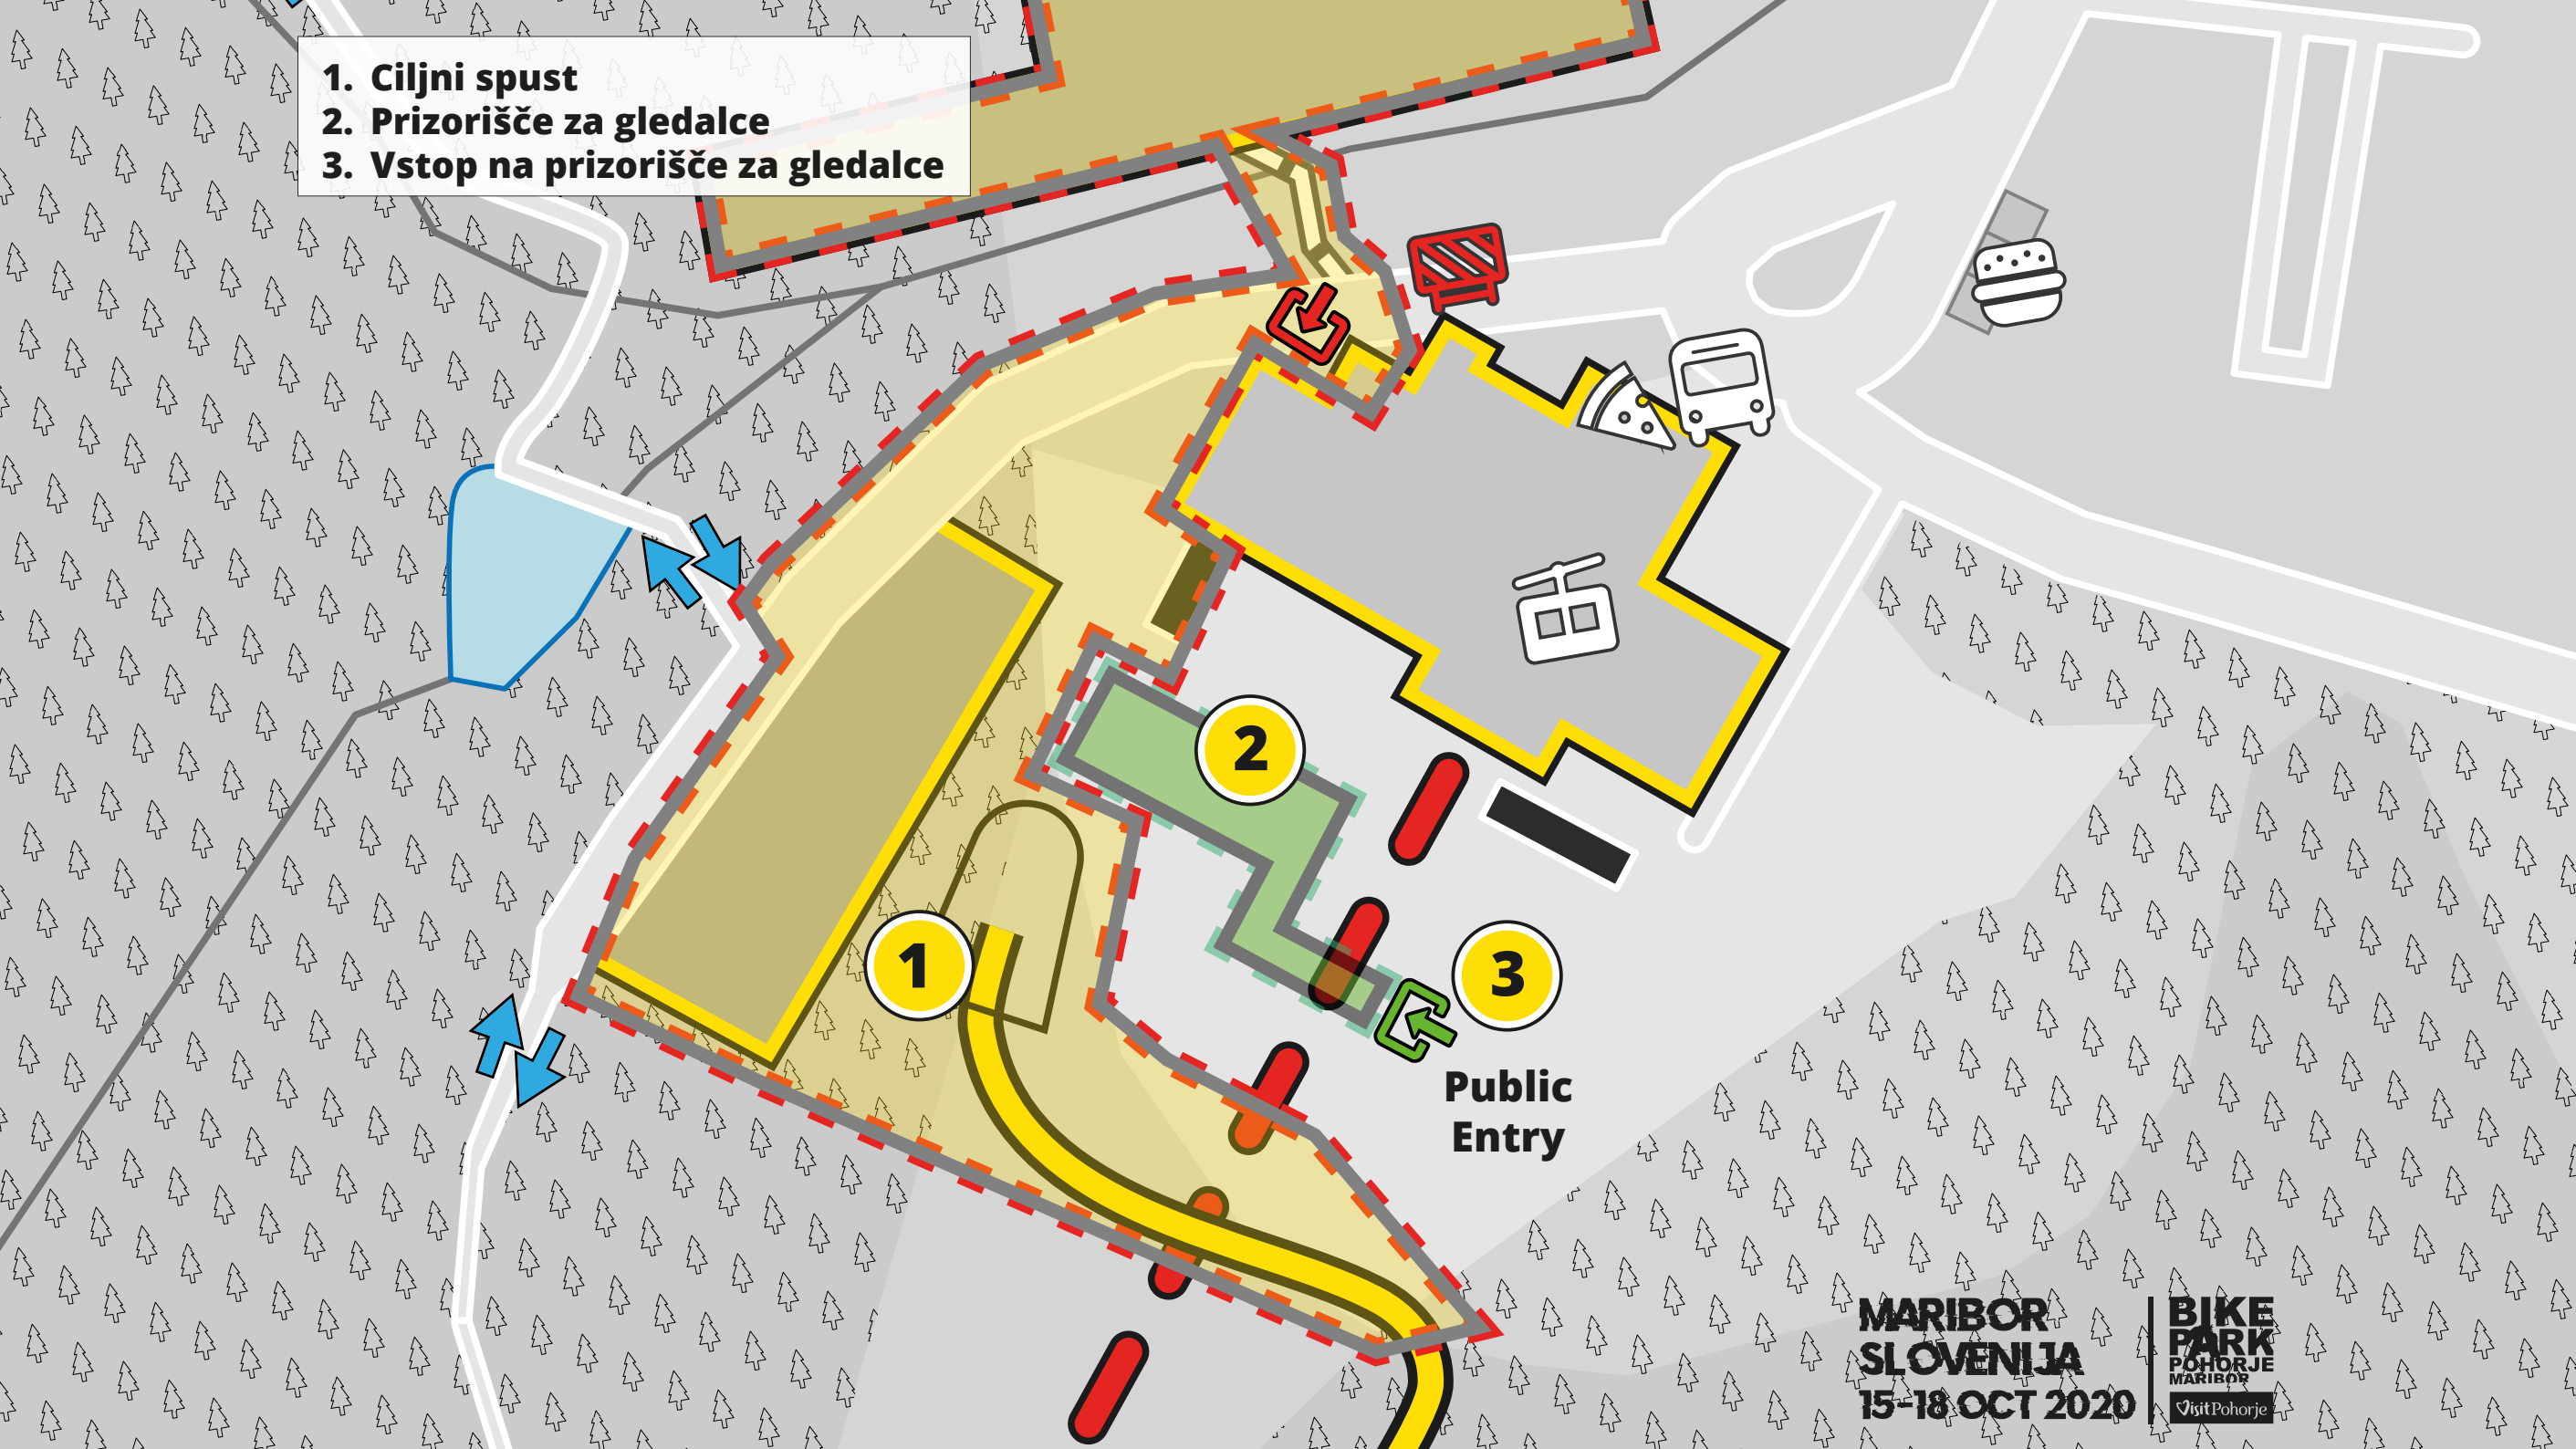 1. Ciljni spust
2. Prizorišče za gledalce
3. Vstop na prizorišče za gledalce
2
1
3
Public
Entry
MARIBOR
SLOVENIJA
15-18 OCT 2020
BIKE
PARK
POHORJE
MARIBOR
VisitPohorje